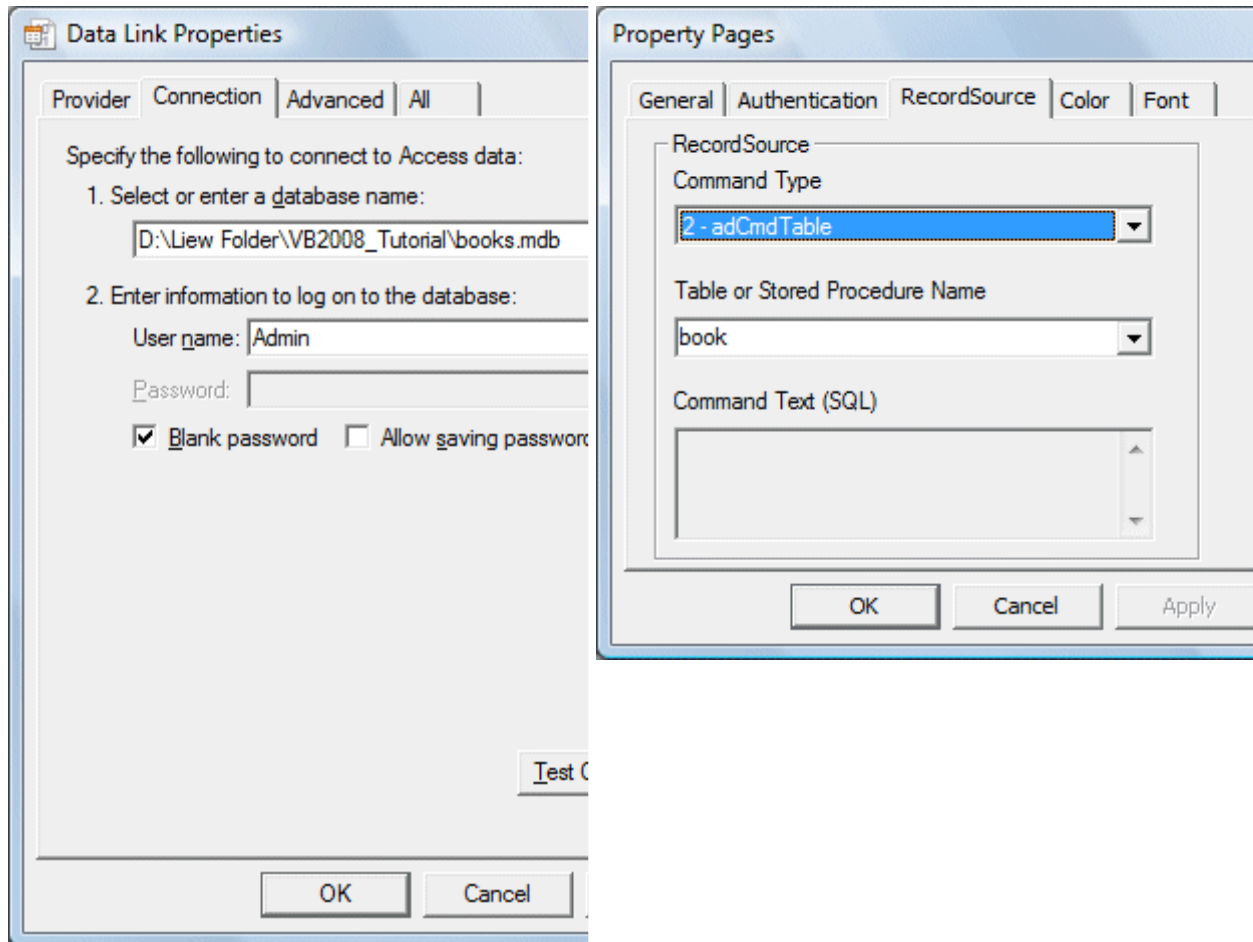 Data Link Properties
Provider Connection Advanced All
Specify the following to connect to Access data:
1. Select or enter a database name:
D:\Liew Folder\VB2008_Tutorial\books.mdb
2. Enter information to log on to the database:
User name: Admin
Password:
Blank password Allow saving password
Test
OK Cancel
Property Pages
General Authentication RecordSource Color Font
RecordSource
Command Type
2 - adCmdTable
Table or Stored Procedure Name
book
Command Text (SQL)
OK Cancel Apply